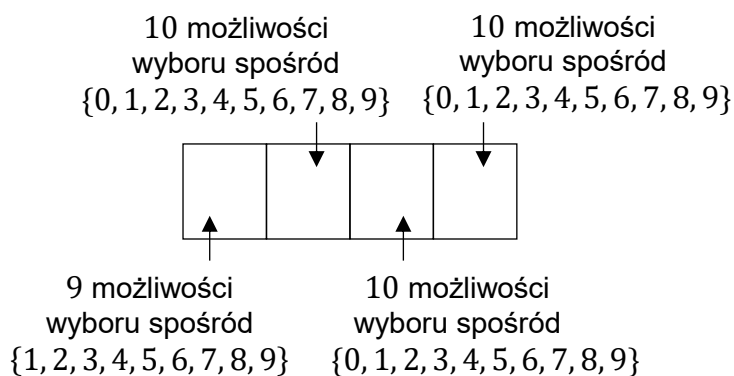 10 możliwości
wyboru spośród
{0, 1, 2, 3, 4, 5, 6, 7, 8, 9}
10 możliwości
wyboru spośród
{0, 1, 2, 3, 4, 5, 6, 7, 8, 9}
9 możliwości
wyboru spośród
{1, 2, 3, 4, 5, 6, 7, 8, 9}
10 możliwości
wyboru spośród
{0, 1, 2, 3, 4, 5, 6, 7, 8, 9}